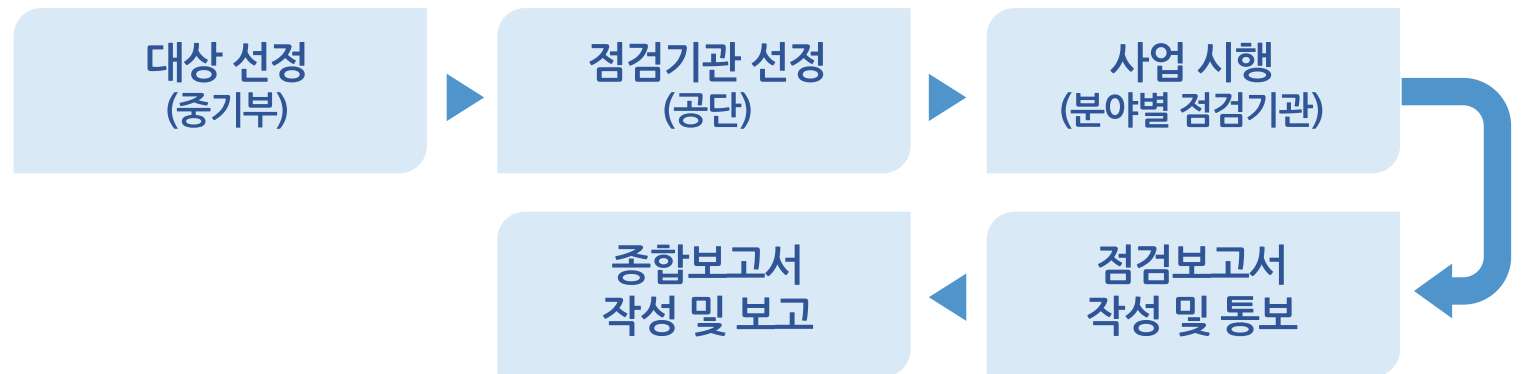 대상 선정
(중기부)
점검기관 선정
(공단)
사업 시행
(분야별 점검기관)
점검보고서
작성 및 통보
종합보고서
작성 및 보고